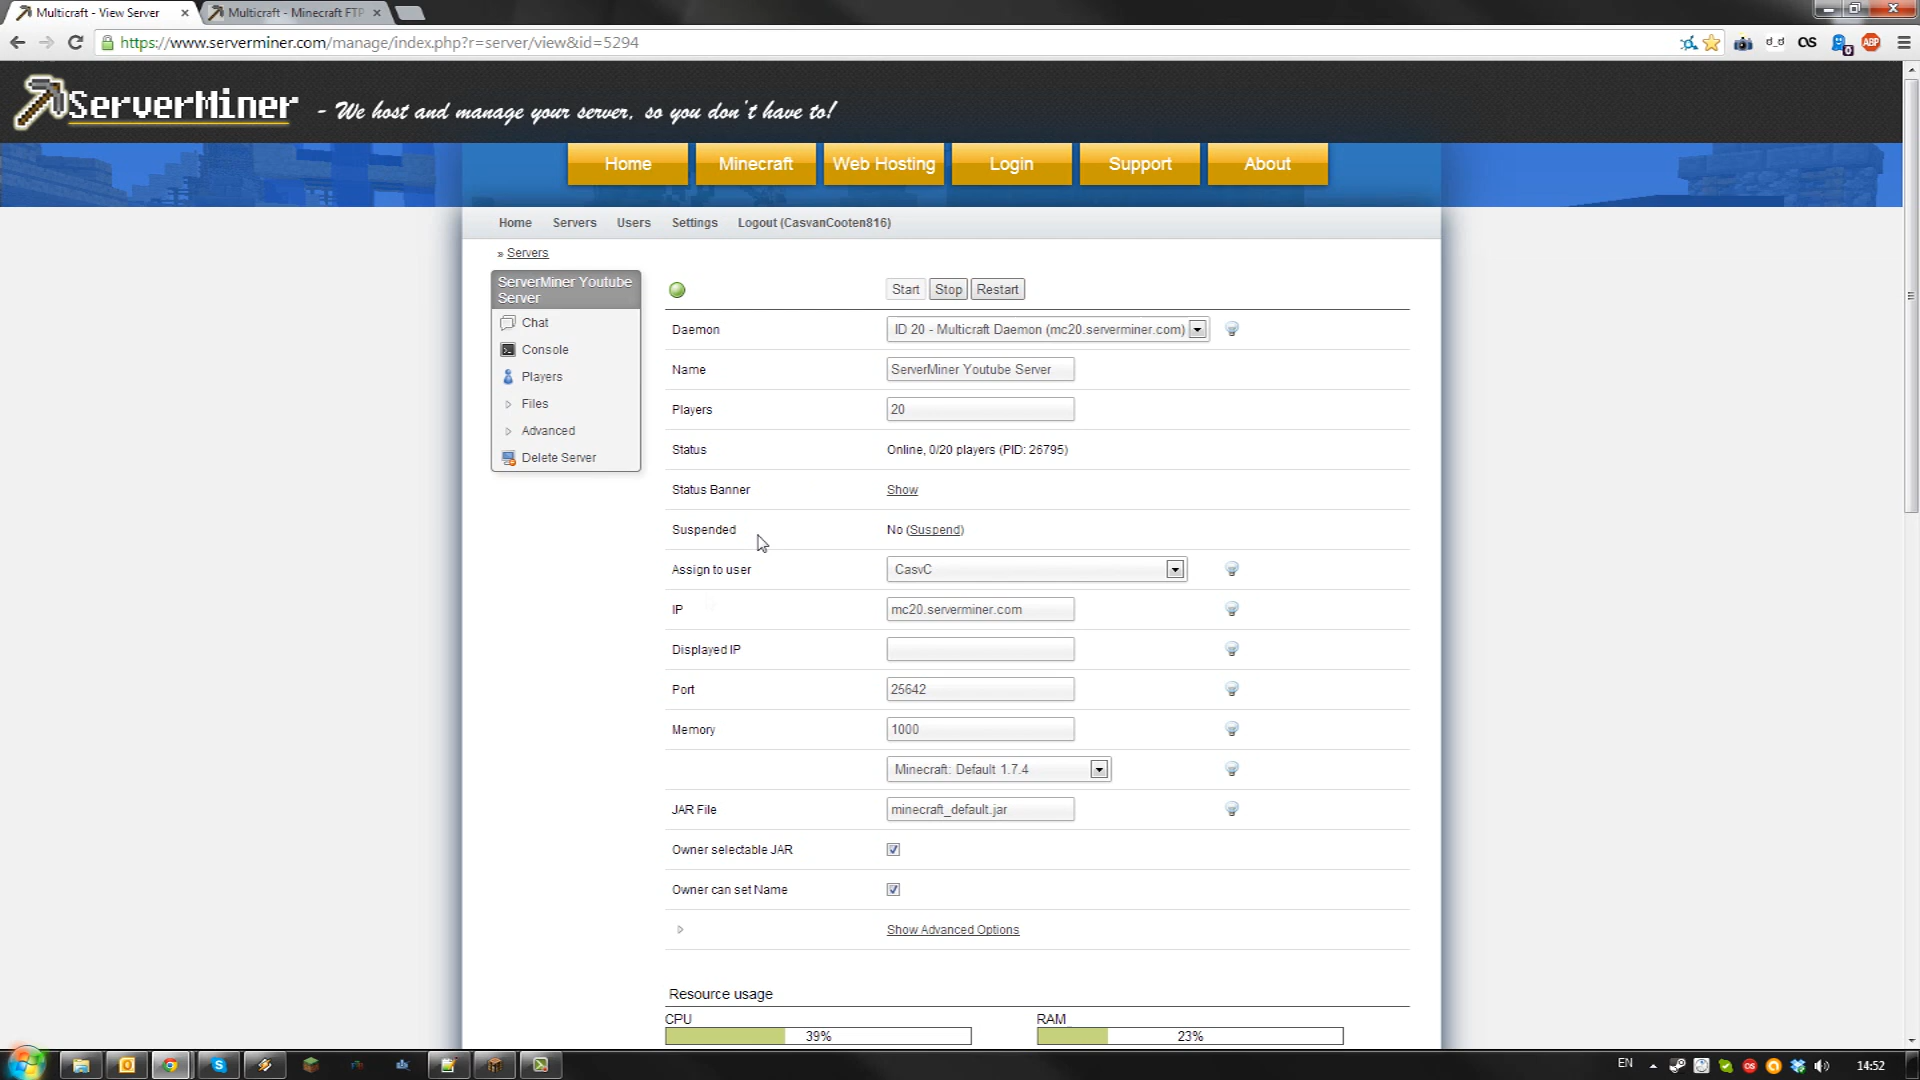 Multicraft - View Server
Multicraft - Minecraft FTP
https://www.serverminer.com/manage/index.php?r=server/view&id=5294
ServerMiner - We host and manage your server, so you don't have to!
Home Minecraft Web Hosting Login Support About
Home Servers Users Settings Logout (CasvanCooten816)
» Servers
ServerMiner Youtube
Server
Chat
Console
Players
Files
Advanced
Delete Server
Start Stop Restart
Daemon ID 20 - Multicraft Daemon (mc20.serverminer.com)
Name ServerMiner Youtube Server
Players 20
Status Online, 0/20 players (PID: 26795)
Status Banner Show
Suspended No (Suspend)
Assign to user CasvC
IP mc20.serverminer.com
Displayed IP
Port 25642
Memory 1000
Minecraft: Default 1.7.4
JAR File minecraft_default.jar
Owner selectable JAR
Owner can set Name
Show Advanced Options
Resource usage
CPU RAM
39% 23%
EN 14:52